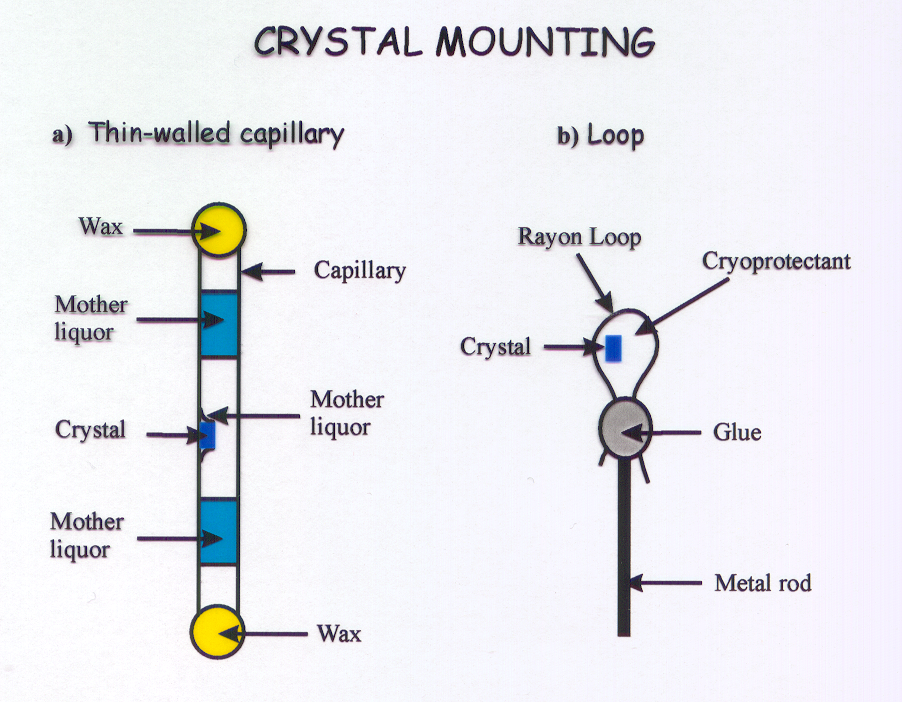 CRYSTAL MOUNTING
a) Thin-walled capillary
Wax
Capillary
Mother
liquor
Mother
liquor
Crystal
Mother
liquor
Wax
b) Loop
Rayon Loop
Cryoprotectant
Crystal
Glue
Metal rod